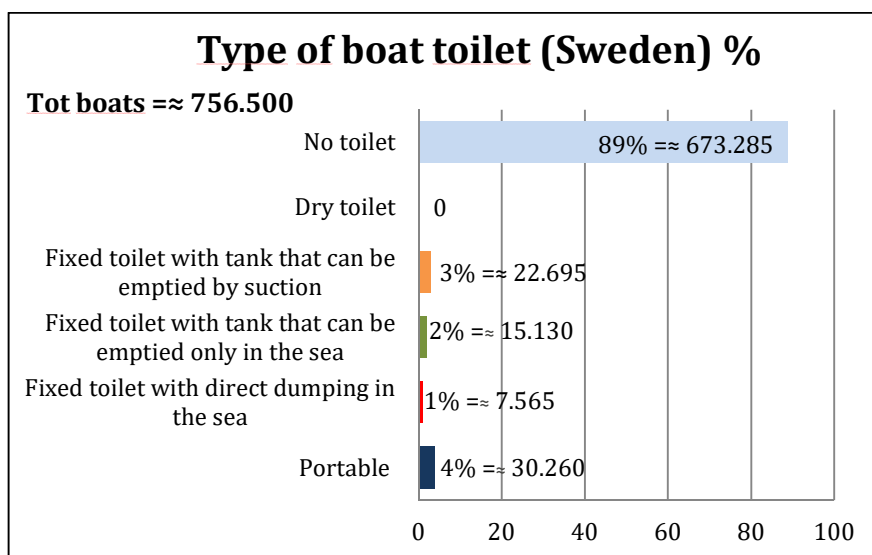 Type of boat toilet (Sweden) %
Tot boats =≈ 756.500
No toilet
89% =≈ 673.285
Dry toilet
0
Fixed toilet with tank that can be
emptied by suction
3% =≈ 22.695
Fixed toilet with tank that can be
emptied only in the sea
2% =≈ 15.130
Fixed toilet with direct dumping in
the sea
1% =≈ 7.565
Portable
4% =≈ 30.260
0 20 40 60 80 100